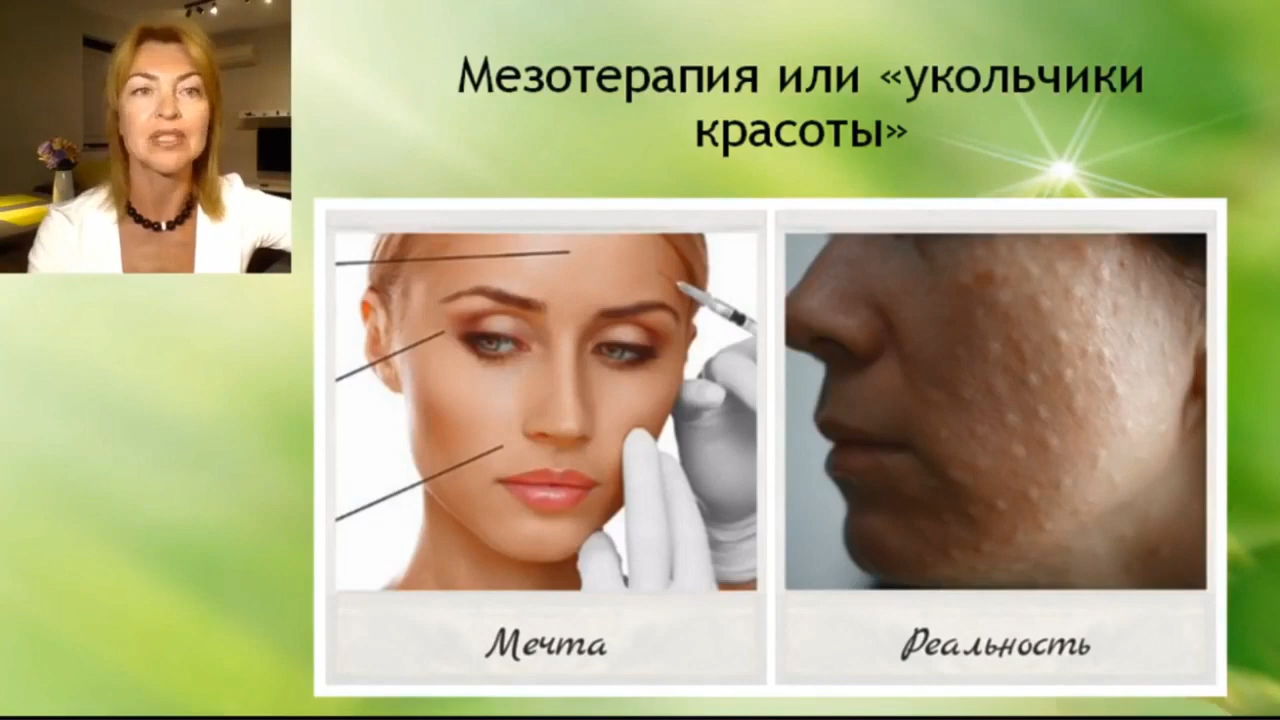 Мезотерапия или «укольчики
красоты»
Мечта
Реальность